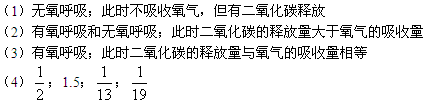 （1）无氧呼吸；此时不吸收氧气，但有二氧化碳释放
（2）有氧呼吸和无氧呼吸；此时二氧化碳的释放量大于氧气的吸收量
（3）有氧呼吸；此时二氧化碳的释放量与氧气的吸收量相等
（4）1/2；1.5；1/13；1/19